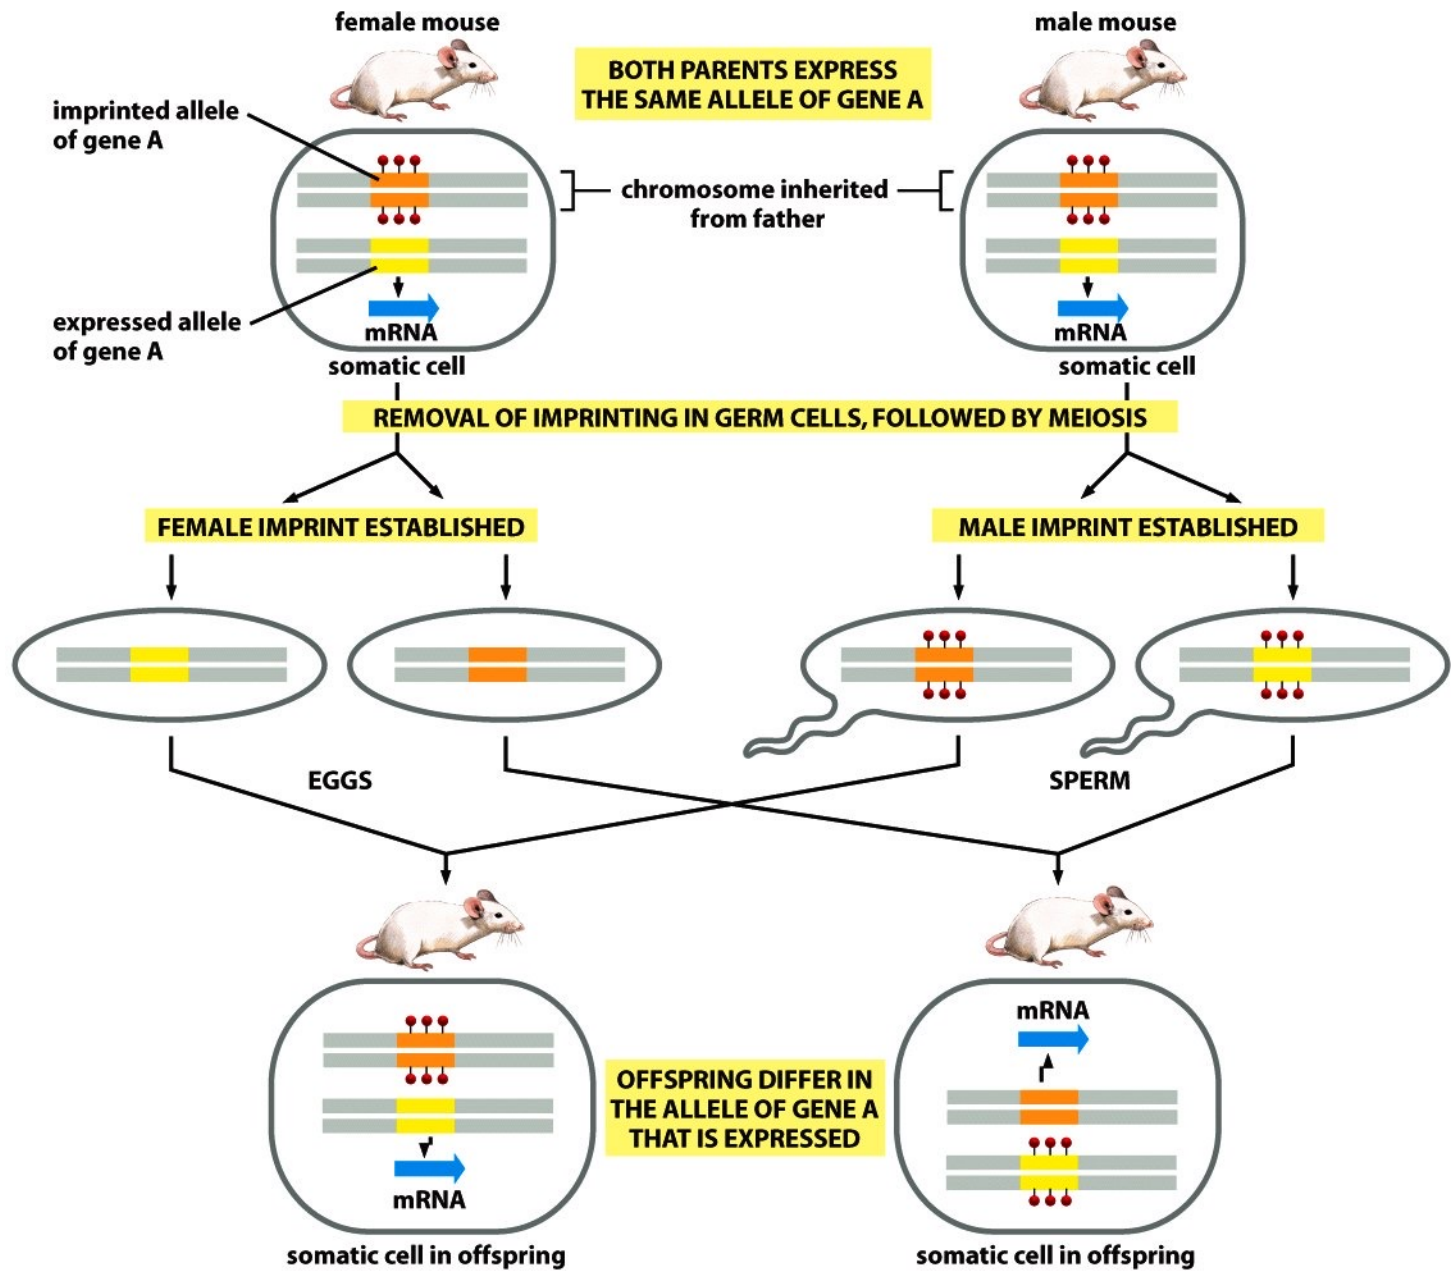 female mouse
male mouse
BOTH PARENTS EXPRESS
THE SAME ALLELE OF GENE A
imprinted allele
of gene A
chromosome inherited
from father
expressed allele
of gene A
mRNA
mRNA
somatic cell
somatic cell
REMOVAL OF IMPRINTING IN GERM CELLS, FOLLOWED BY MEIOSIS
FEMALE IMPRINT ESTABLISHED
MALE IMPRINT ESTABLISHED
EGGS
SPERM
mRNA
OFFSPRING DIFFER IN
THE ALLELE OF GENE A
THAT IS EXPRESSED
mRNA
somatic cell in offspring
somatic cell in offspring